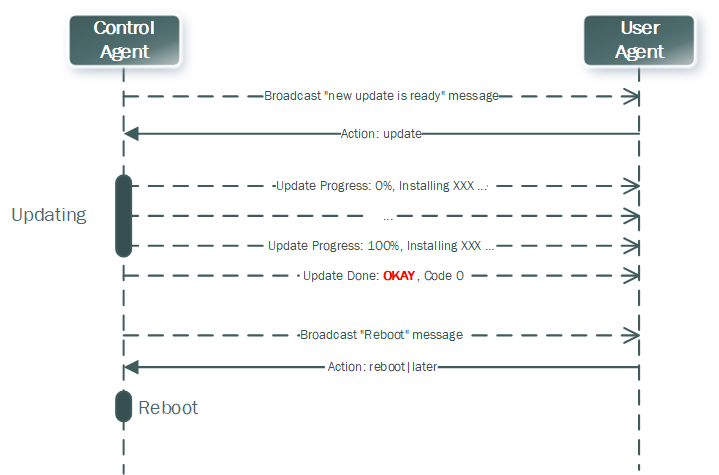 Control
Agent
User
Agent
Broadcast "new update is ready" message
Action: update
Update Progress: 0%, Installing XXX ...
Updating
...
Update Progress: 100%, Installing XXX ...
Update Done: OKAY, Code 0
Broadcast "Reboot" message
Action: reboot|later
Reboot